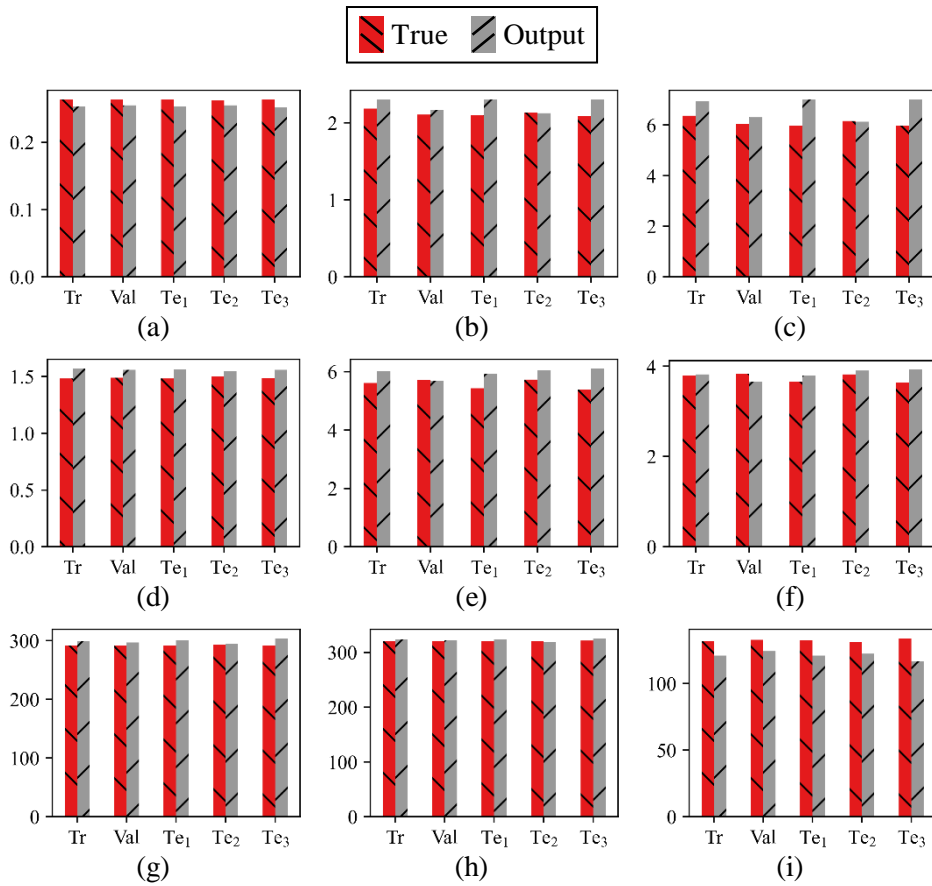 True Output
0.2
0.1
0.0
Tr Val Te1 Te2 Te3
(a)
2
1
0
Tr Val Te1 Te2 Te3
(b)
6
4
2
0
Tr Val Te1 Te2 Te3
(c)
1.5
1.0
0.5
0.0
Tr Val Te1 Te2 Te3
(d)
6
4
2
0
Tr Val Te1 Te2 Te3
(e)
4
2
0
Tr Val Te1 Te2 Te3
(f)
300
200
100
0
Tr Val Te1 Te2 Te3
(g)
300
200
100
0
Tr Val Te1 Te2 Te3
(h)
100
50
0
Tr Val Te1 Te2 Te3
(i)